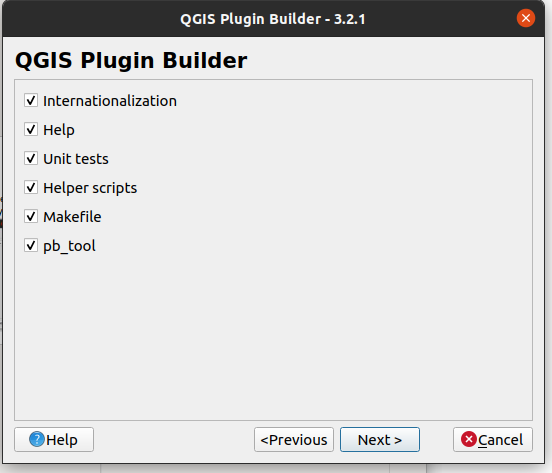 QGIS Plugin Builder - 3.2.1
QGIS Plugin Builder
Internationalization
Help
Unit tests
Helper scripts
Makefile
pb_tool
Help
<Previous
Next >
Cancel